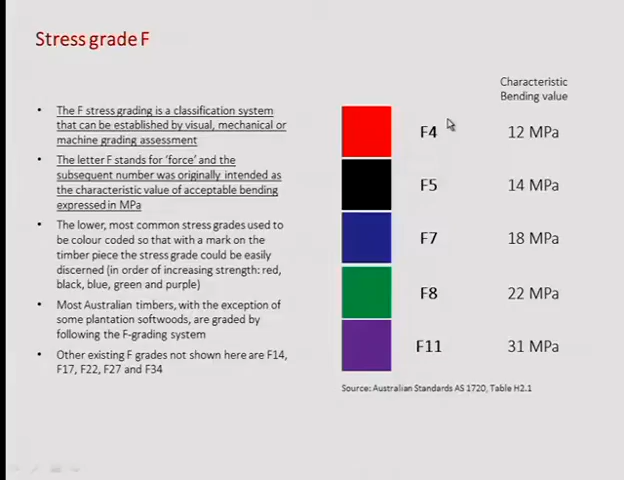 Stress grade F
• The F stress grading is a classification system
that can be established by visual, mechanical or
machine grading assessment
• The letter F stands for 'force' and the
subsequent number was originally intended as
the characteristic value of acceptable bending
expressed in MPa
• The lower, most common stress grades used to
be colour coded so that with a mark on the
timber piece the stress grade could be easily
discerned (in order of increasing strength: red,
black, blue, green and purple)
• Most Australian timbers, with the exception of
some plantation softwoods, are graded by
following the F-grading system
• Other existing F grades not shown here are F14,
F17, F22, F27 and F34
Characteristic
Bending value
F4 12 MPa
F5 14 MPa
F7 18 MPa
F8 22 MPa
F11 31 MPa
Source: Australian Standards AS 1720, Table H2.1